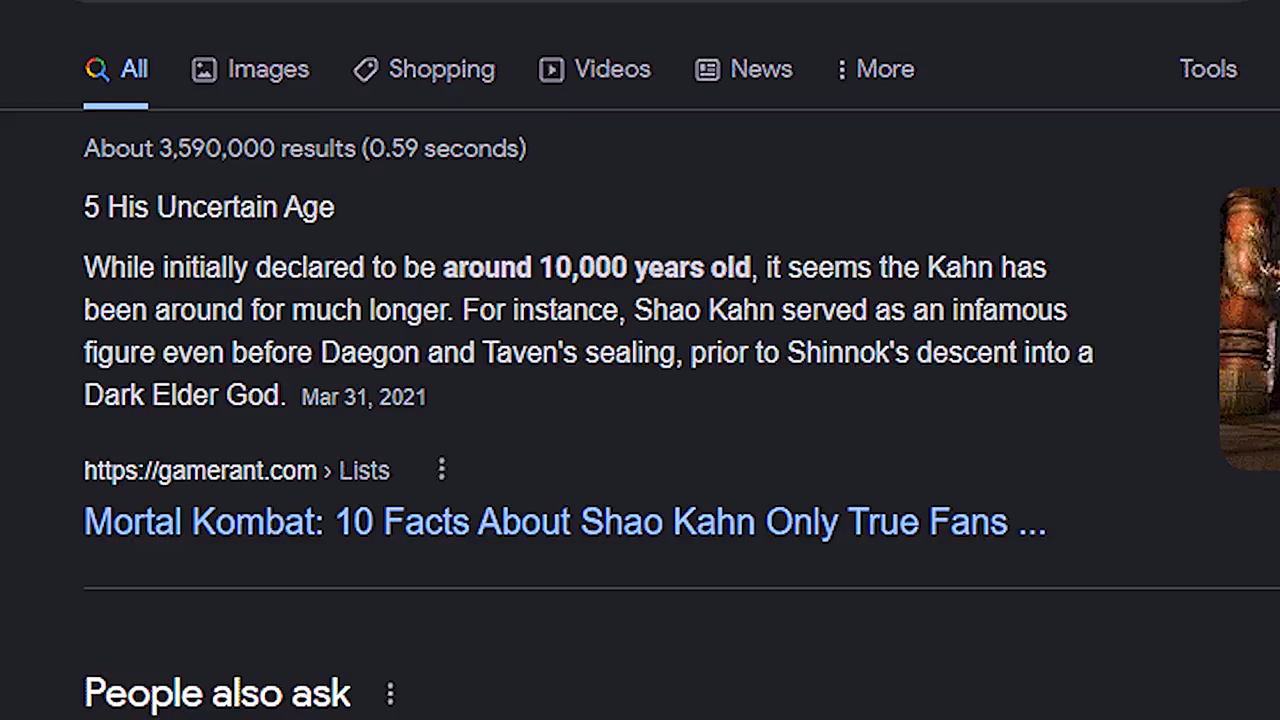 All Images Shopping Videos News More Tools
About 3,590,000 results (0.59 seconds)
5 His Uncertain Age
While initially declared to be around 10,000 years old, it seems the Kahn has
been around for much longer. For instance, Shao Kahn served as an infamous
figure even before Daegon and Taven's sealing, prior to Shinnok's descent into a
Dark Elder God. Mar 31, 2021
https://gamerant.com › Lists
Mortal Kombat: 10 Facts About Shao Kahn Only True Fans ...
People also ask